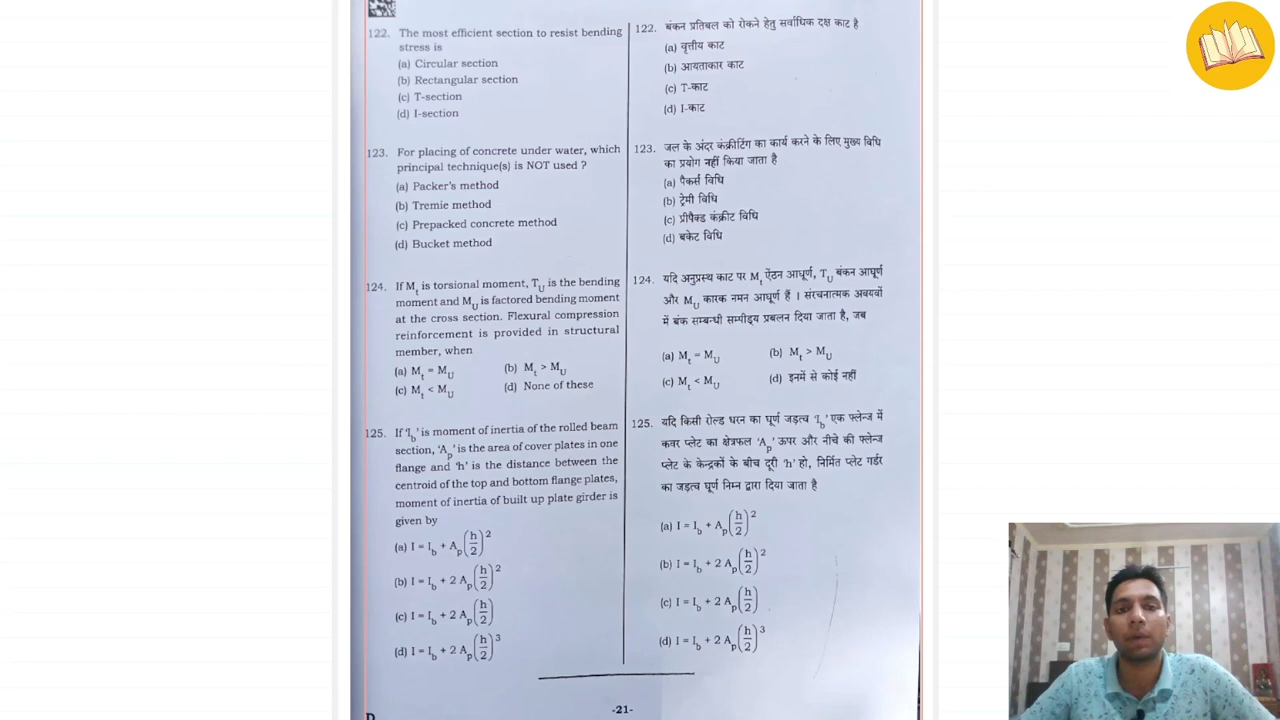 122. The most efficient section to resist bending
stress is
(a) Circular section
(b) Rectangular section
(c) T-section
(d) I-section
123. For placing of concrete under water, which
principal technique(s) is NOT used ?
(a) Packer's method
(b) Tremie method
(c) Prepacked concrete method
(d) Bucket method
124. If Mt is torsional moment, TU is the bending
moment and MU is factored bending moment
at the cross section. Flexural compression
reinforcement is provided in structural
member, when
(a) Mt = MU (b) Mt > MU
(c) Mt < MU (d) None of these
125. If 'Ib' is moment of inertia of the rolled beam
section, 'Ap' is the area of cover plates in one
flange and 'h' is the distance between the
centroid of the top and bottom flange plates,
moment of inertia of built up plate girder is
given by
(a) I = Ib + Ap(h/2)²
(b) I = Ib + 2 Ap(h/2)²
(c) I = Ib + 2 Ap(h/2)
(d) I = Ib + 2 Ap(h/2)³
122. बंकन प्रतिबल को रोकने हेतु सर्वाधिक दक्ष काट है
(a) वृत्तीय काट
(b) आयताकार काट
(c) T-काट
(d) I-काट
123. जल के अंदर कंक्रीटिंग का कार्य करने के लिए मुख्य विधि
का प्रयोग नहीं किया जाता है
(a) पैकर्स विधि
(b) ट्रेमी विधि
(c) प्रीपैक्ड कंक्रीट विधि
(d) बकेट विधि
124. यदि अनुप्रस्थ काट पर Mt ऐंठन आधूर्ण, TU बंकन आघूर्ण
और MU कारक नमन आधूर्ण हैं । संरचनात्मक अवयवों
में बंक सम्बन्धी सम्पीड्य प्रबलन दिया जाता है, जब
(a) Mt = MU (b) Mt > MU
(c) Mt < MU (d) इनमें से कोई नहीं
125. यदि किसी रोल्ड धरन का घूर्ण जड़त्व 'Ib' एक फ्लेन्ज में
कवर प्लेट का क्षेत्रफल 'Ap' ऊपर और नीचे की फ्लेन्ज
प्लेट के केन्द्रकों के बीच दूरी 'h' हो, निर्मित प्लेट गर्डर
का जड़त्व घूर्ण निम्न द्वारा दिया जाता है
(a) I = Ib + Ap(h/2)²
(b) I = Ib + 2 Ap(h/2)²
(c) I = Ib + 2 Ap(h/2)
(d) I = Ib + 2 Ap(h/2)³
-21-